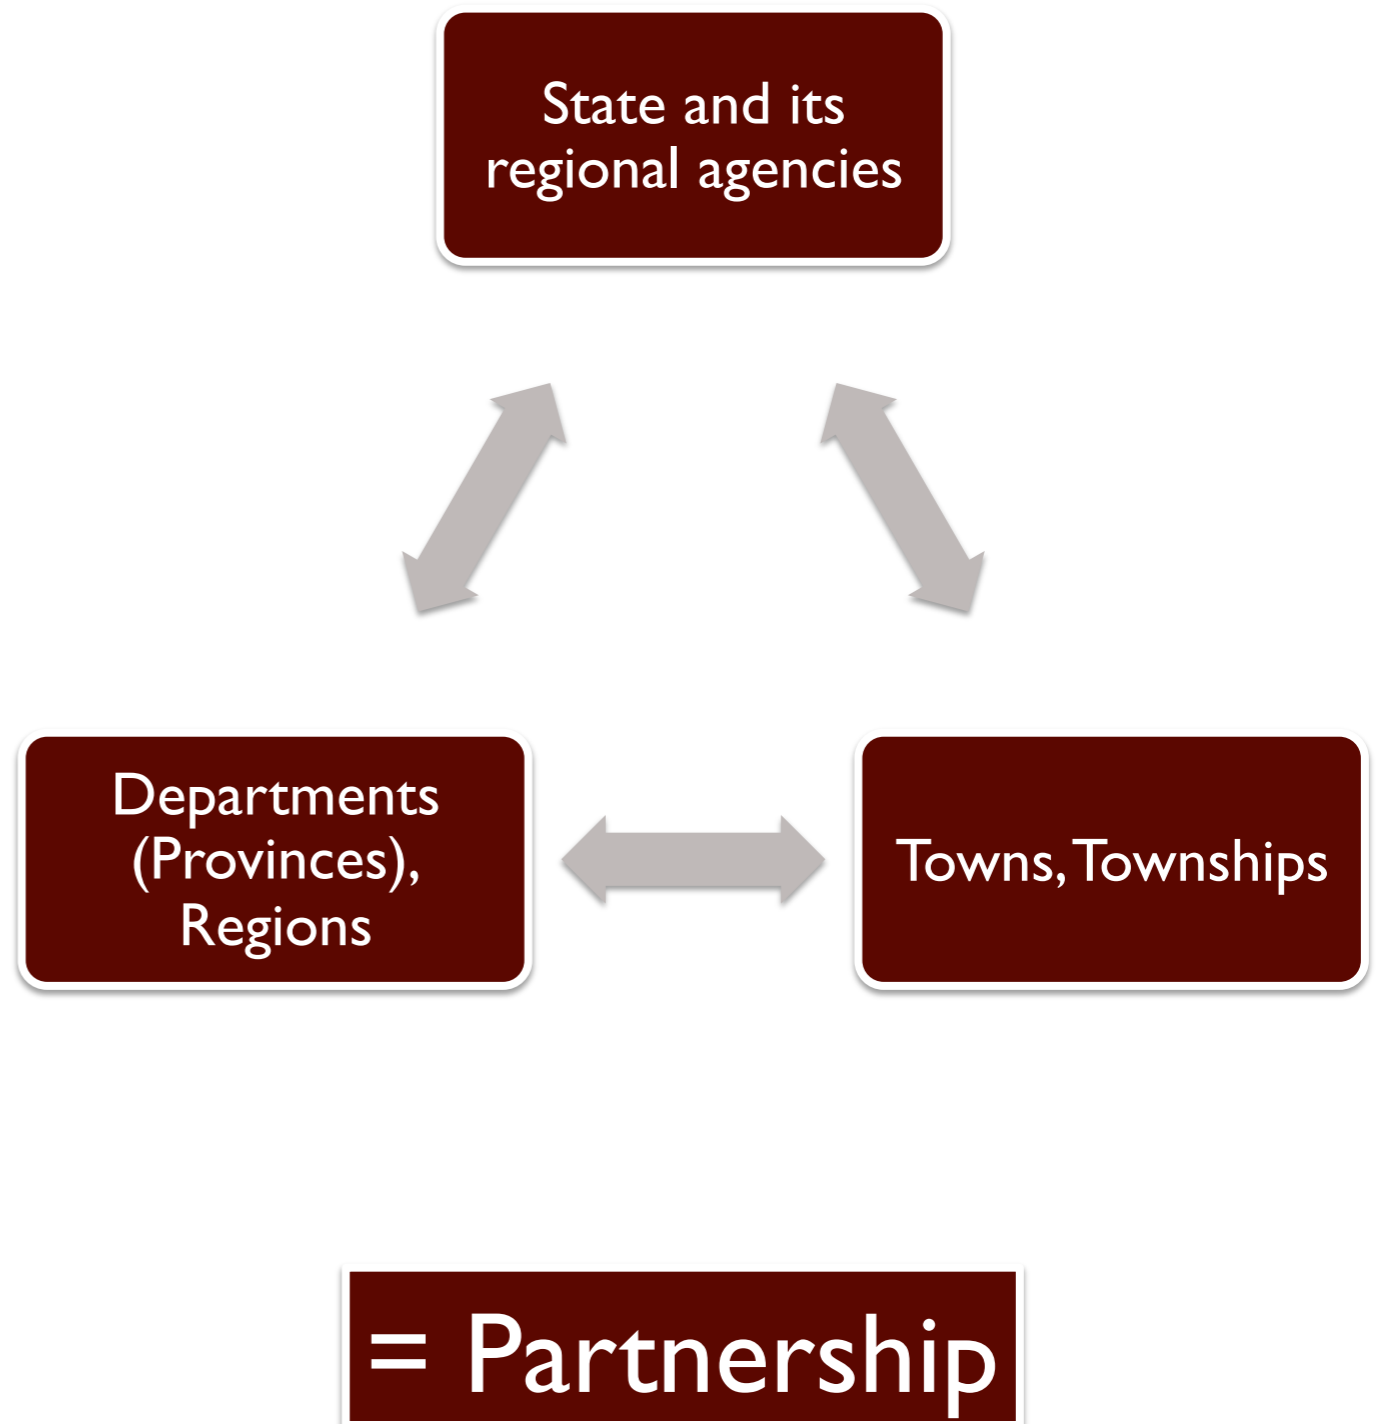 State and its
regional agencies
Departments
(Provinces),
Regions
Towns, Townships
= Partnership